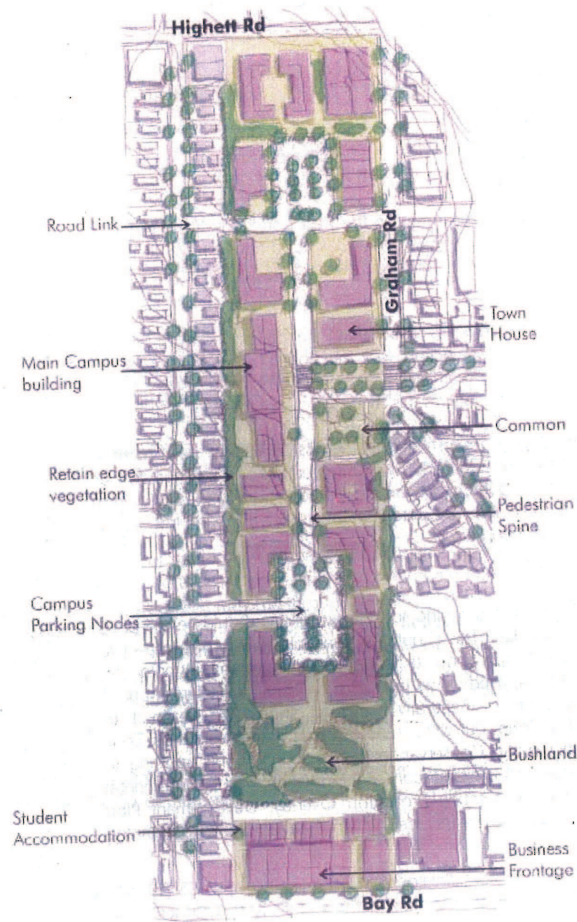 Highett Rd
Road Link
Graham Rd
Town
House
Main Campus
building
Common
Retain edge
vegetation
Pedestrian
Spine
Campus
Parking Nodes
Bushland
Student
Accommodation
Business
Frontage
Bay Rd